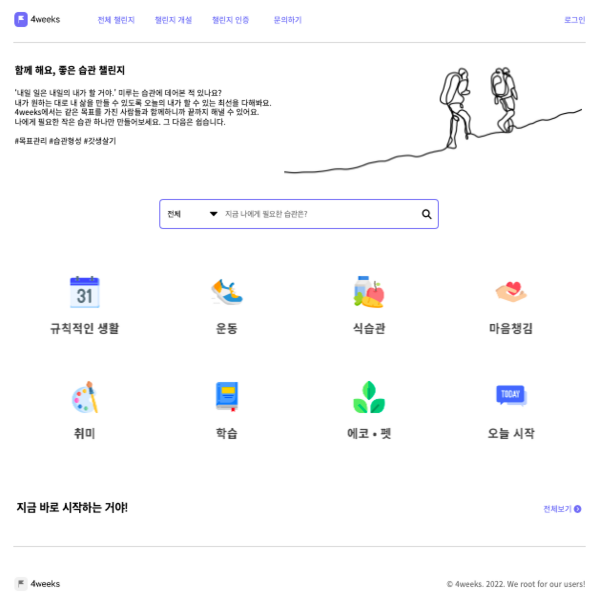 4weeks 전체 챌린지 챌린지 개설 챌린지 인증 문의하기 로그인
함께 해요, 좋은 습관 챌린지
'내일 일은 내일의 내가 할 거야.' 미루는 습관에 데어본 적 있나요?
내가 원하는 대로 내 삶을 만들 수 있도록 오늘의 내가 할 수 있는 최선을 다해봐요.
4weeks에서는 같은 목표를 가진 사람들과 함께하니까 끝까지 해낼 수 있어요.
나에게 필요한 작은 습관 하나만 만들어보세요. 그 다음은 쉽습니다.
#목표관리 #습관형성 #갓생살기
전체 지금 나에게 필요한 습관은?
31
규칙적인 생활 운동 식습관 마음챙김
TODAY
취미 학습 에코 • 펫 오늘 시작
지금 바로 시작하는 거야! 전체보기
4weeks © 4weeks. 2022. We root for our users!